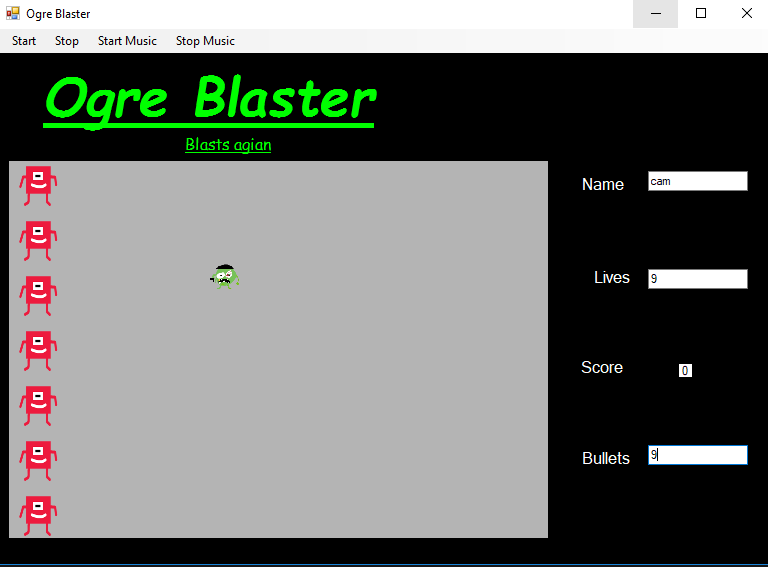 Ogre Blaster
Start Stop Start Music Stop Music
Ogre Blaster
Blasts agian
Name cam
Lives 9
Score 0
Bullets 9